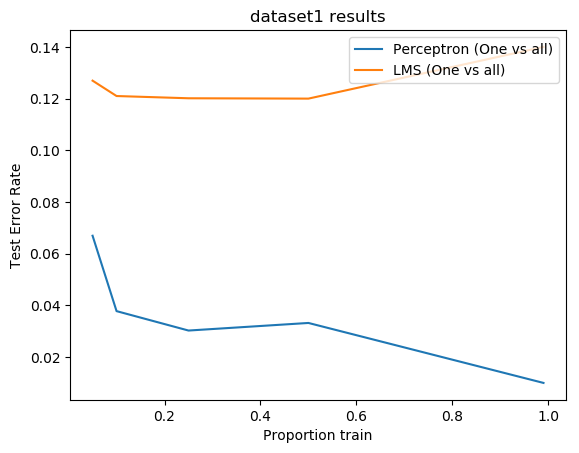 dataset1 results
Perceptron (One vs all)
LMS (One vs all)
Test Error Rate
0.14
0.12
0.10
0.08
0.06
0.04
0.02
0.2 0.4 0.6 0.8 1.0
Proportion train